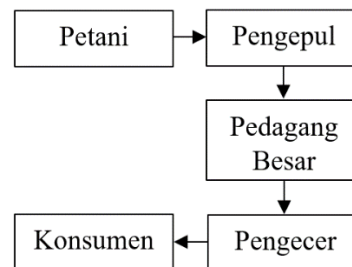 Petani
Pengepul
Pedagang
Besar
Pengecer
Konsumen